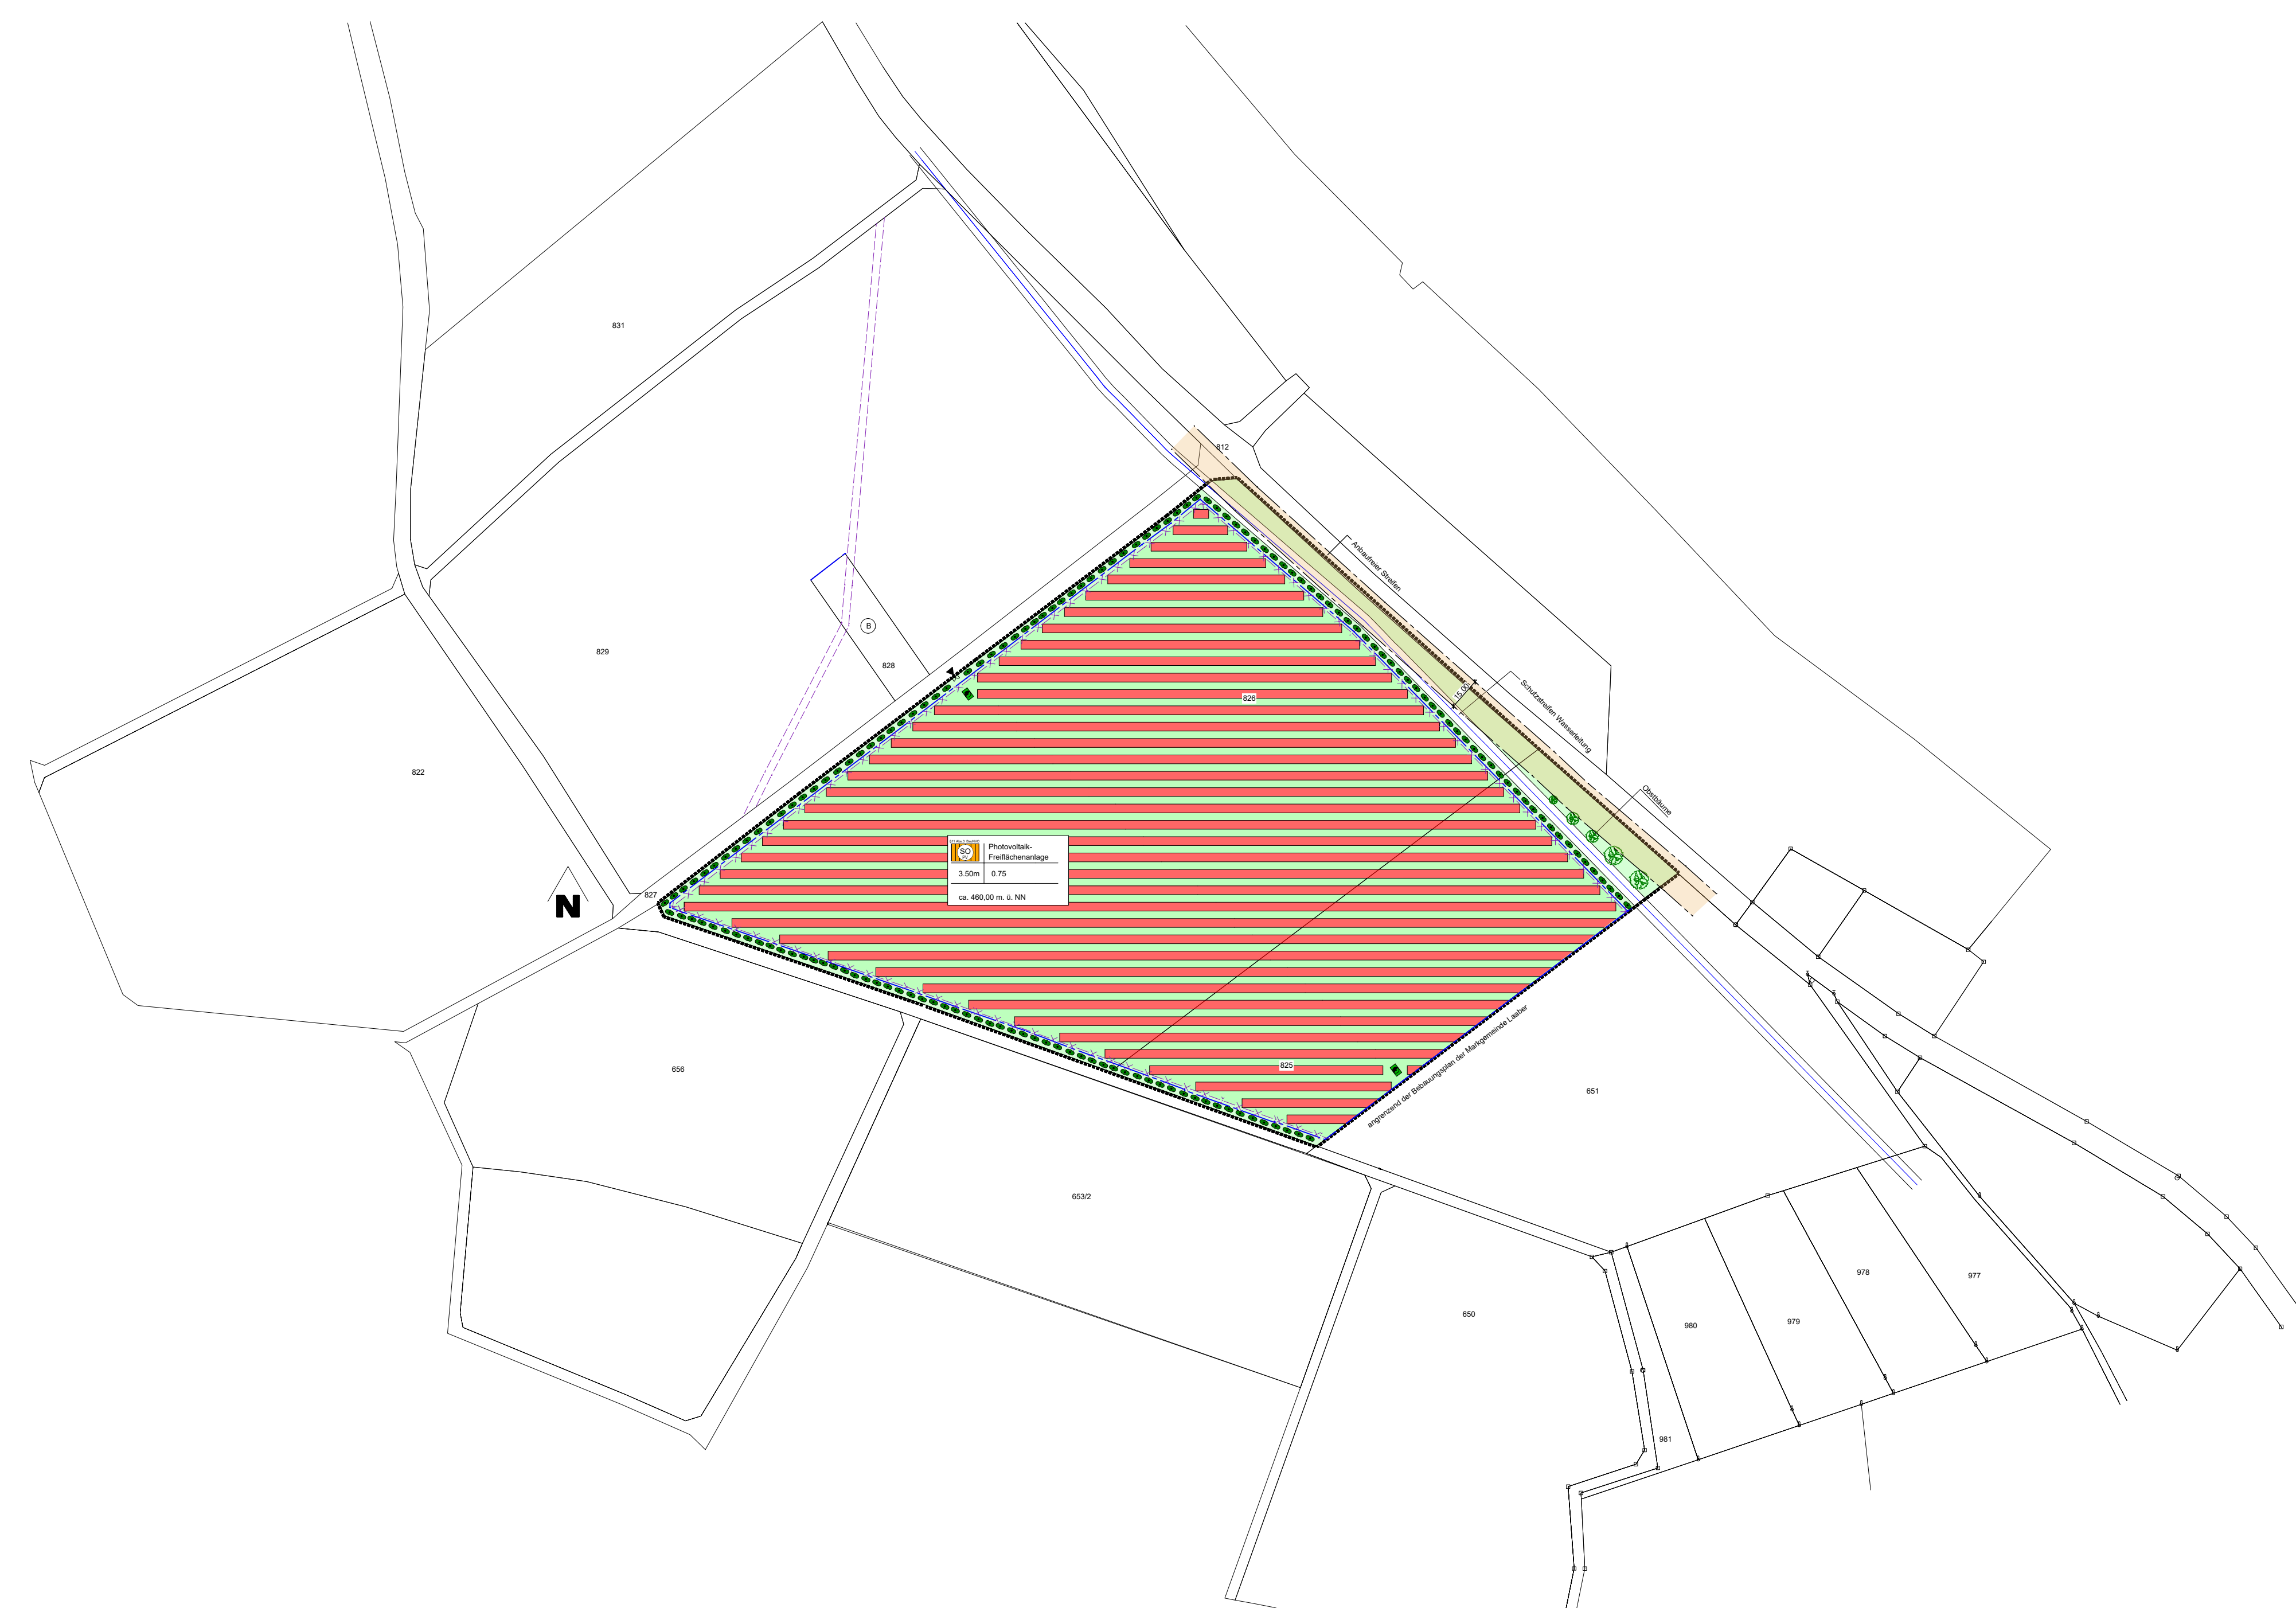 831
812
Anbaufreier Streifen
B
829
828
15,00
Schutzstreifen Wasserleitung
826
822
Obstbäume
SO
Photovoltaik-
Freiflächenanlage
3.50m
0.75
ca. 460,00 m. ü. NN
827
N
angrenzend der Bebauungsplan der Markgemeinde Laaber
825
656
651
653/2
650
980
979
978
977
981